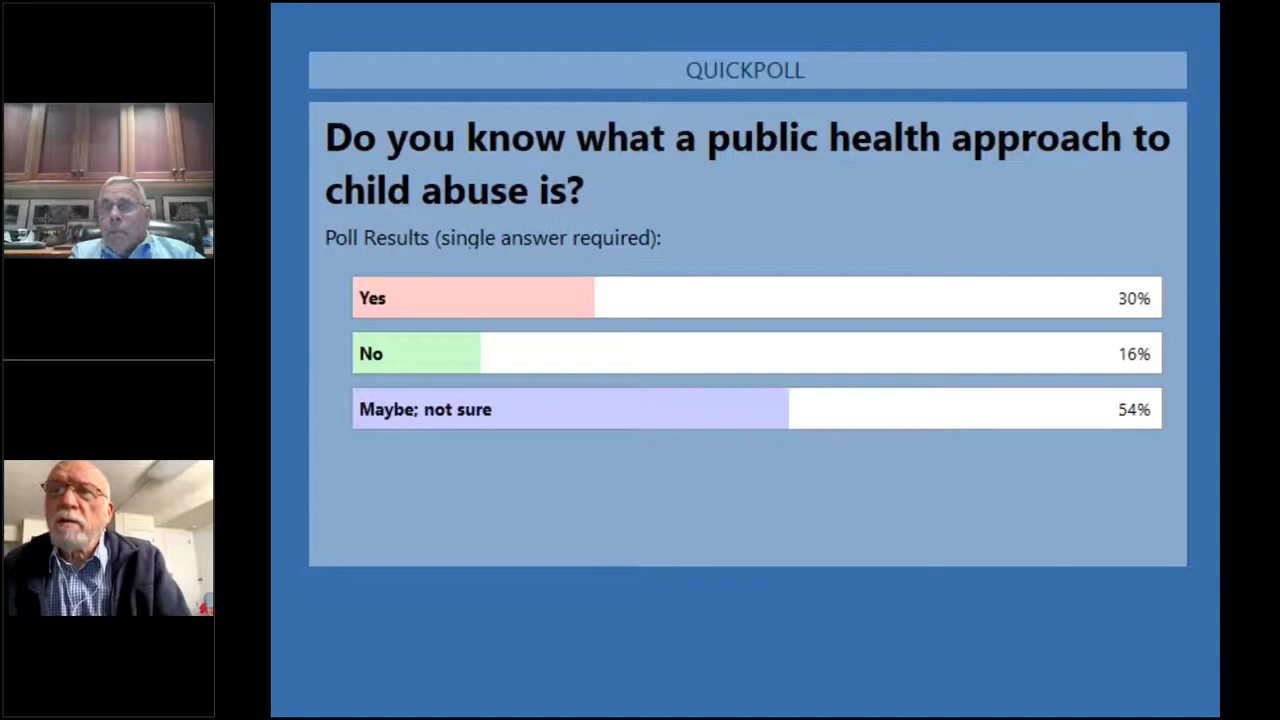 QUICKPOLL
Do you know what a public health approach to
child abuse is?
Poll Results (single answer required):
Yes 30%
No 16%
Maybe; not sure 54%